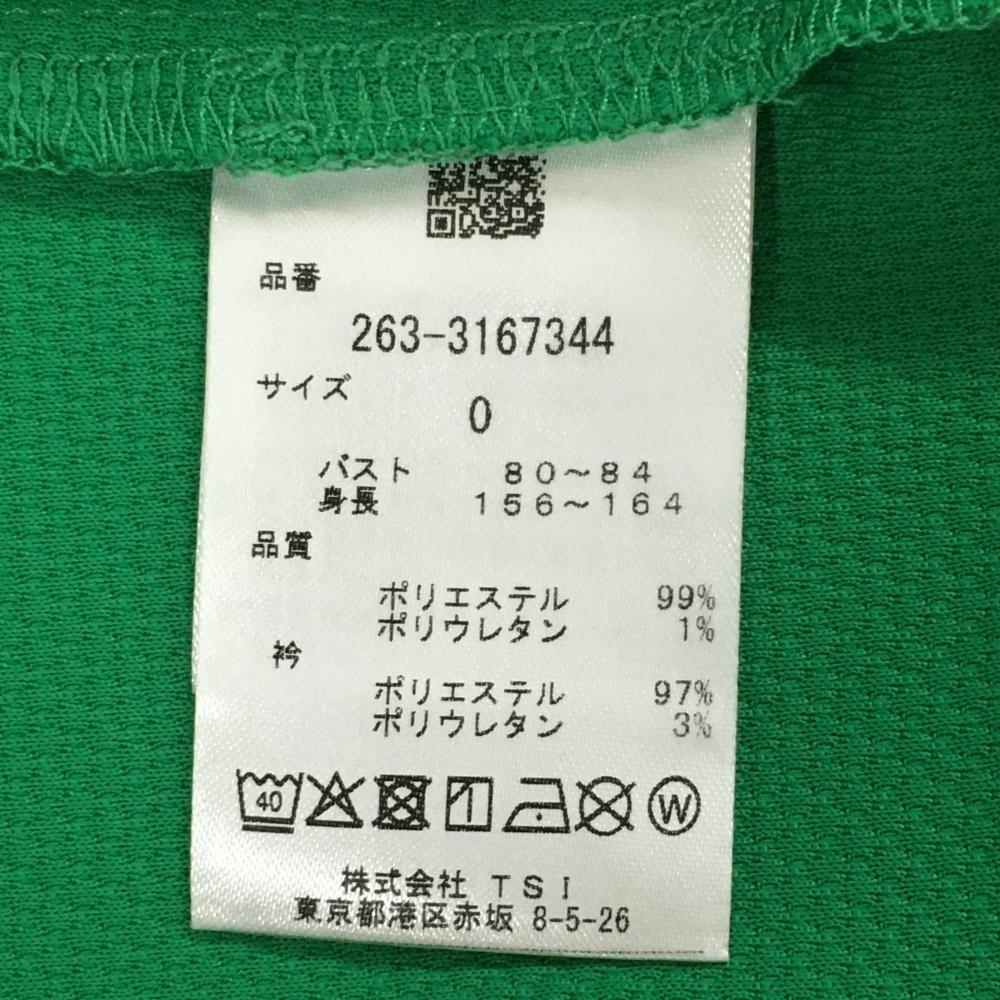 品番
263-3167344
サイズ
0
バスト 80～84
身長 156～164
品質
ポリエステル 99%
ポリウレタン 1%
衿
ポリエステル 97%
ポリウレタン 3%
40 W
株式会社 TSI
東京都港区赤坂 8-5-26